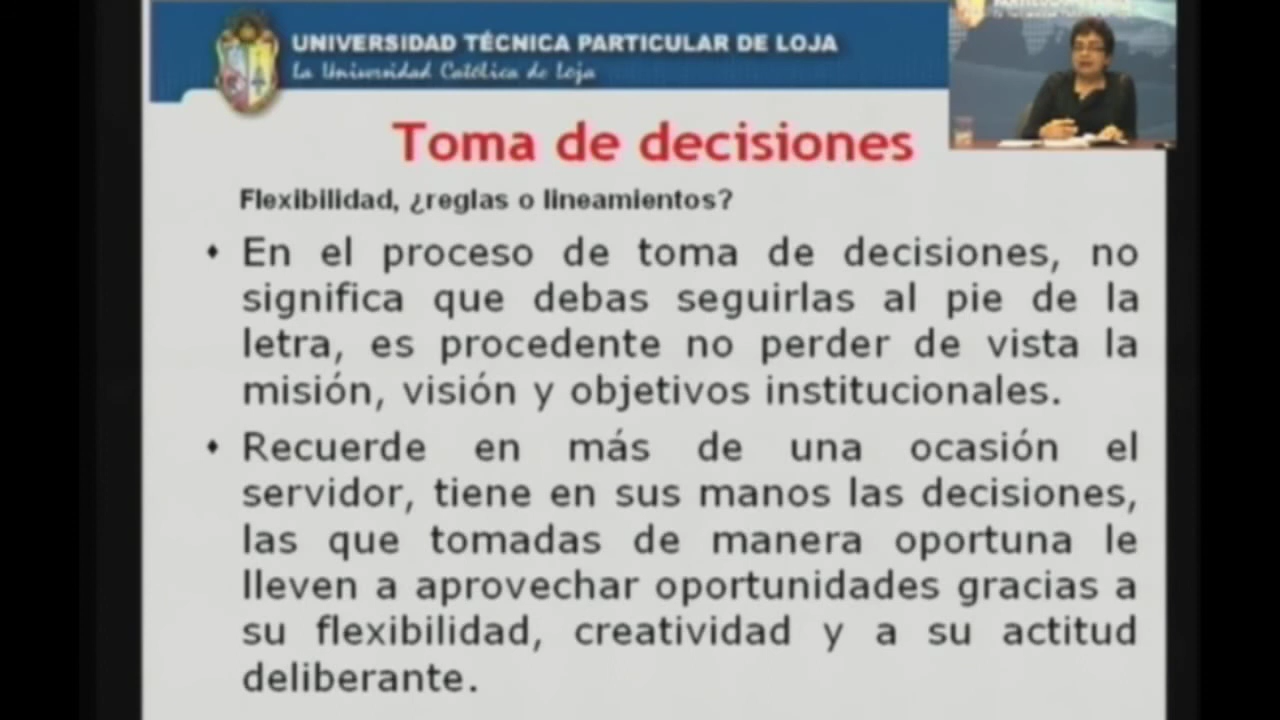 UNIVERSIDAD TÉCNICA PARTICULAR DE LOJA
La Universidad Católica de Loja
Toma de decisiones
Flexibilidad, ¿reglas o lineamientos?
• En el proceso de toma de decisiones, no
significa que debas seguirlas al pie de la
letra, es procedente no perder de vista la
misión, visión y objetivos institucionales.
• Recuerde en más de una ocasión el
servidor, tiene en sus manos las decisiones,
las que tomadas de manera oportuna le
lleven a aprovechar oportunidades gracias a
su flexibilidad, creatividad y a su actitud
deliberante.